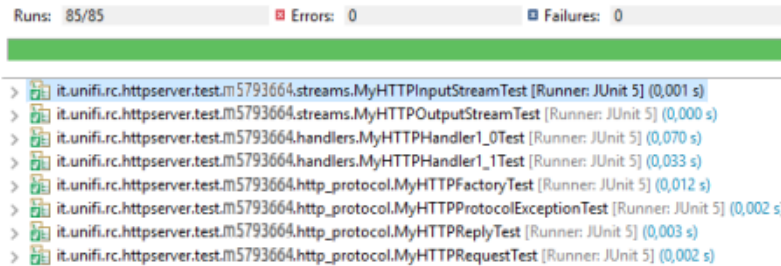 Runs: 85/85 Errors: 0 Failures: 0
it.unifi.rc.httpserver.test.m5793664.streams.MyHTTPInputStreamTest [Runner: JUnit 5] (0,001 s)
it.unifi.rc.httpserver.test.m5793664.streams.MyHTTPOutputStreamTest [Runner: JUnit 5] (0,000 s)
it.unifi.rc.httpserver.test.m5793664.handlers.MyHTTPHandler1_0Test [Runner: JUnit 5] (0,070 s)
it.unifi.rc.httpserver.test.m5793664.handlers.MyHTTPHandler1_1Test [Runner: JUnit 5] (0,033 s)
it.unifi.rc.httpserver.test.m5793664.http_protocol.MyHTTPFactoryTest [Runner: JUnit 5] (0,012 s)
it.unifi.rc.httpserver.test.m5793664.http_protocol.MyHTTPProtocolExceptionTest [Runner: JUnit 5] (0,002 s
it.unifi.rc.httpserver.test.m5793664.http_protocol.MyHTTPReplyTest [Runner: JUnit 5] (0,003 s)
it.unifi.rc.httpserver.test.m5793664.http_protocol.MyHTTPRequestTest [Runner: JUnit 5] (0,002 s)